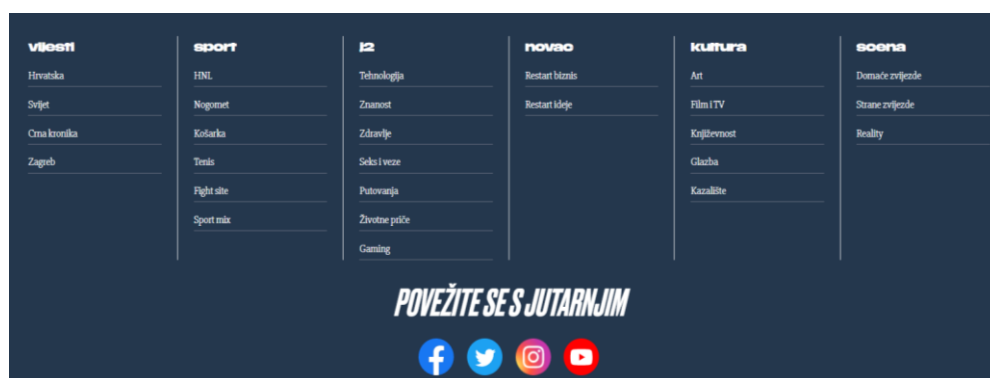 vijesti
Hrvatska
Svijet
Crna kronika
Zagreb
sport
HNL
Nogomet
Košarka
Tenis
Fight site
Sport mix
j2
Tehnologija
Znanost
Zdravlje
Seks i veze
Putovanja
Životne priče
Gaming
novac
Restart biznis
Restart ideje
kultura
Art
Film i TV
Književnost
Glazba
Kazalište
scena
Domaće zvijezde
Strane zvijezde
Reality
POVEŽITE SE S JUTARNJIM